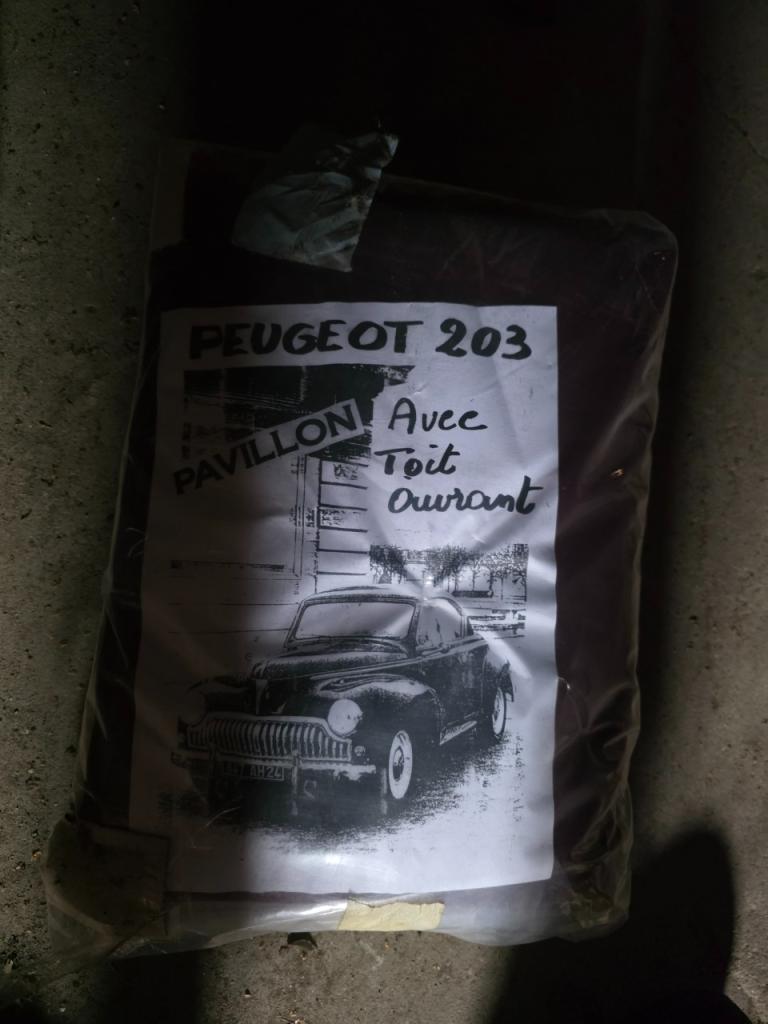 PEUGEOT 203
PAVILLON
Avec
Toit
Ouvrant